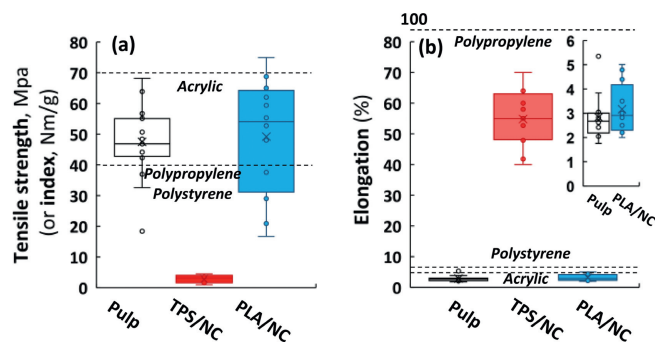 (a)
Tensile strength, Mpa
(or index, Nm/g)
80
70
60
50
40
30
20
10
0
Acrylic
Polypropylene
Polystyrene
Pulp
TPS/NC
PLA/NC
100
(b)
Elongation (%)
80
70
60
50
40
30
20
10
0
Polypropylene
Polystyrene
Acrylic
Pulp
TPS/NC
PLA/NC
6
5
4
3
2
1
0
Pulp
PLA/NC